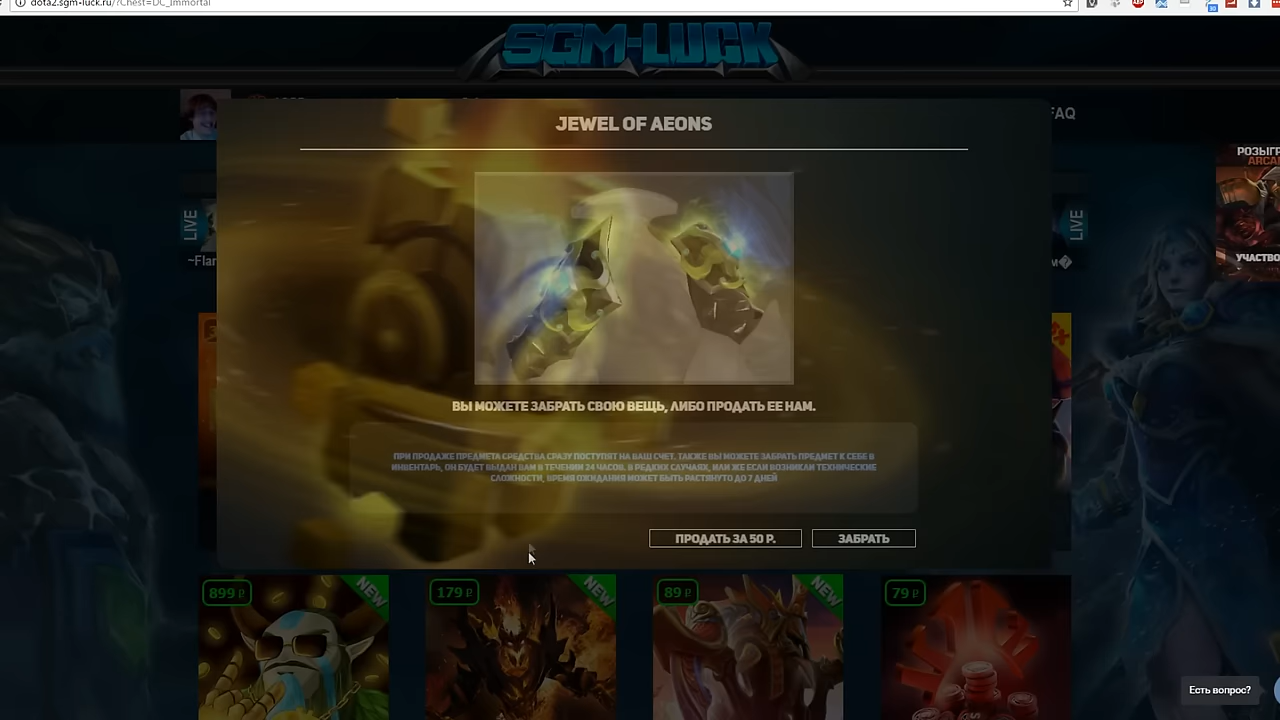 dota2.sgm-luck.ru/?Chest=DC_Immortal
SGM-LUCK
FAQ
JEWEL OF AEONS
РОЗЫГР
ARCA
LIVE
LIVE
~Flar
УЧАСТВО
ВЫ МОЖЕТЕ ЗАБРАТЬ СВОЮ ВЕЩЬ, ЛИБО ПРОДАТЬ ЕЕ НАМ.
ПРИ ПРОДАЖЕ ПРЕДМЕТА СРЕДСТВА СРАЗУ ПОСТУПЯТ НА ВАШ СЧЕТ. ТАКЖЕ ВЫ МОЖЕТЕ ЗАБРАТЬ ПРЕДМЕТ К СЕБЕ В
ИНВЕНТАРЬ, ОН БУДЕТ ВЫДАН ВАМ В ТЕЧЕНИИ 24 ЧАСОВ. В РЕДКИХ СЛУЧАЯХ, ИЛИ ЖЕ ЕСЛИ ВОЗНИКЛИ ТЕХНИЧЕСКИЕ
СЛОЖНОСТИ, ВРЕМЯ ОЖИДАНИЯ МОЖЕТ БЫТЬ РАСТЯНУТО ДО 7 ДНЕЙ
ПРОДАТЬ ЗА 50 Р.
ЗАБРАТЬ
899 ₽
NEW
179 ₽
NEW
89 ₽
NEW
79 ₽
Есть вопрос?